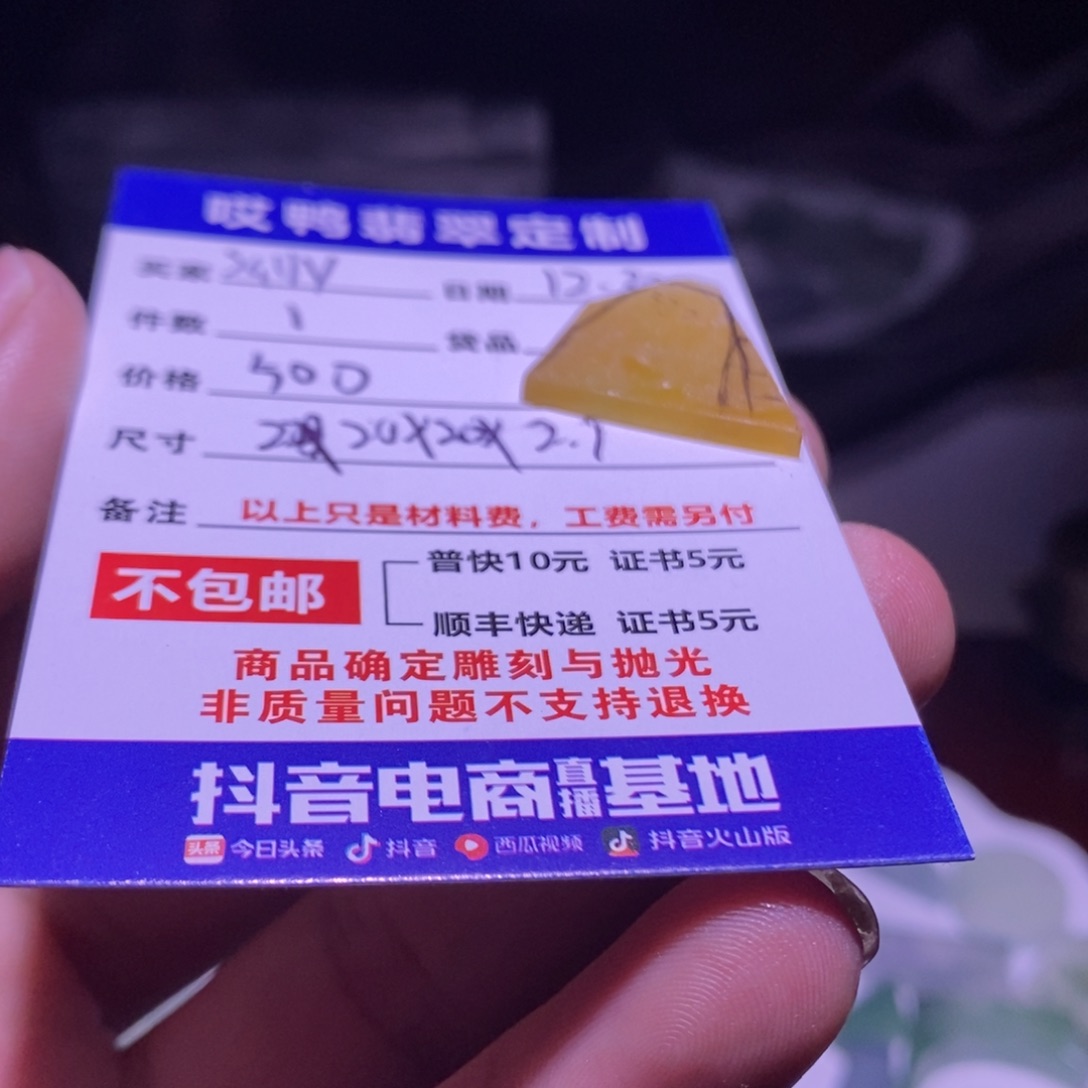 哎鸭翡翠定制
买家 日期 12.
件数 1 货品
价格 500
尺寸 20X20X2.9
备注 以上只是材料费，工费需另付
不包邮
普快10元 证书5元
顺丰快递 证书5元
商品确定雕刻与抛光
非质量问题不支持退换
抖音电商直播基地
头条 今日头条 抖音 西瓜视频 抖音火山版